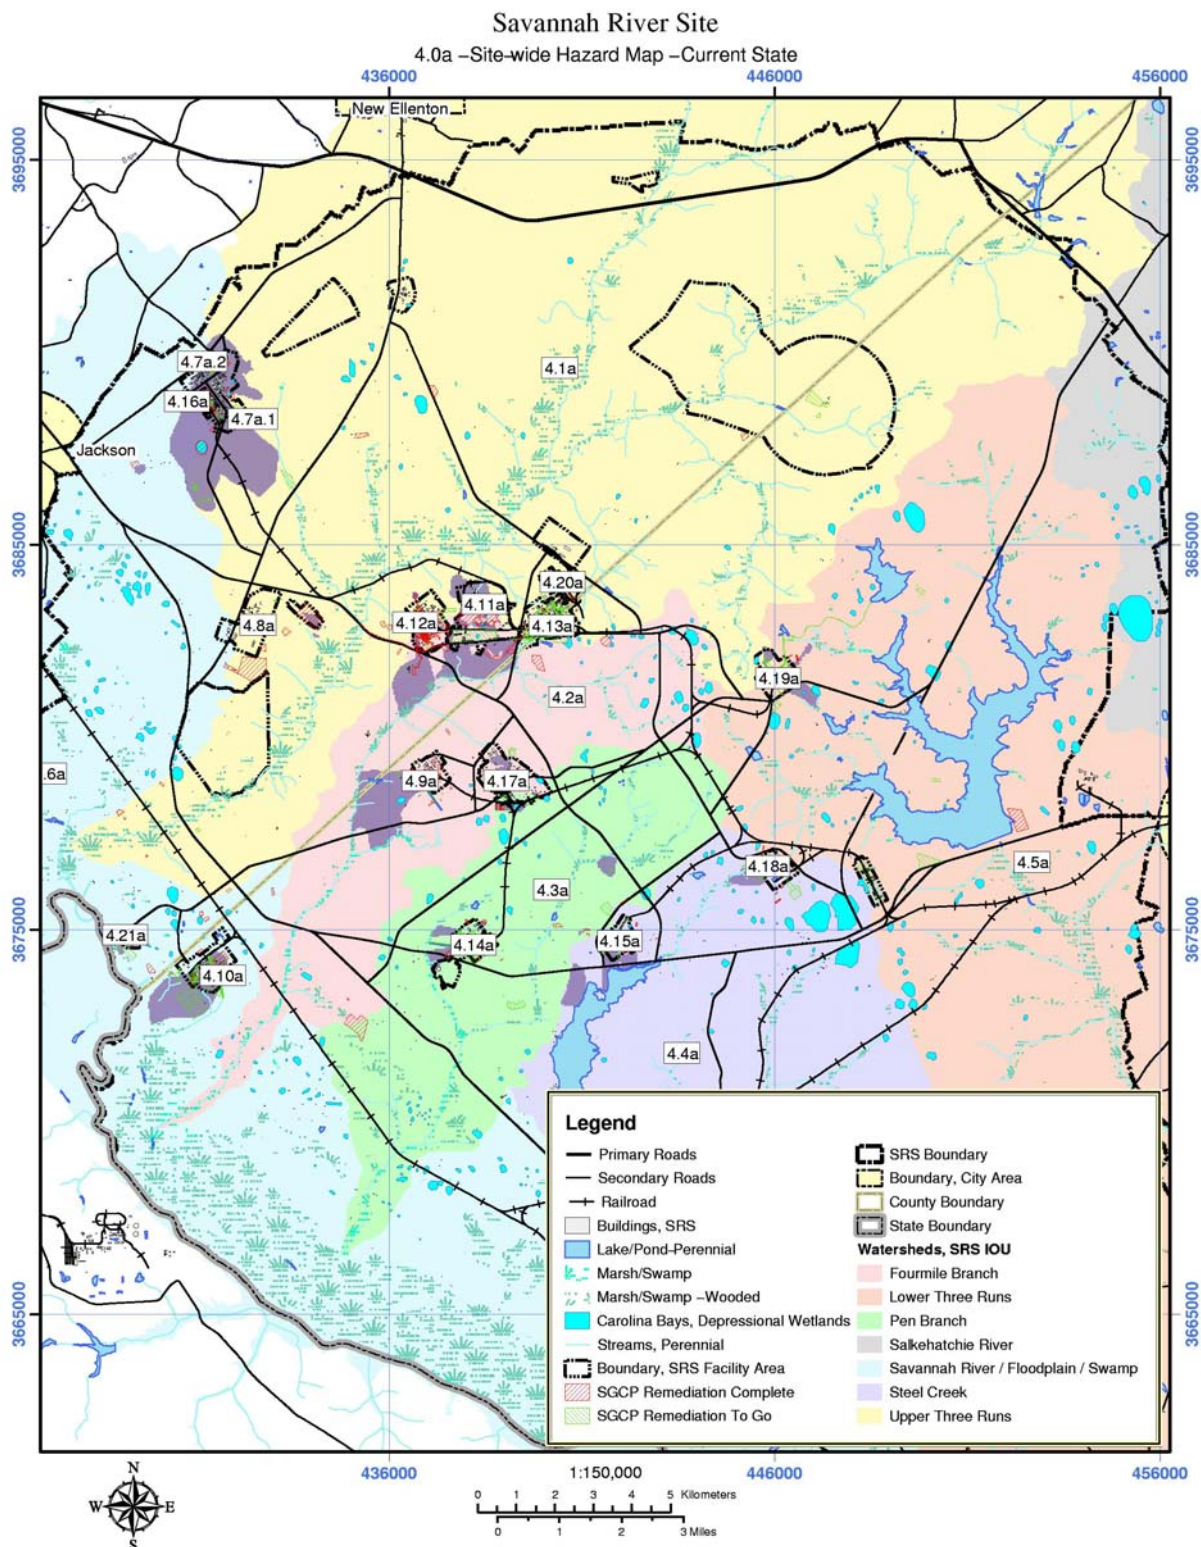 Savannah River Site
4.0a –Site–wide Hazard Map –Current State
436000
446000
456000
New Ellenton
3695000
3695000
4.7a.2
4.1a
4.16a
4.7a.1
Jackson
3685000
3685000
4.20a
4.11a
4.12a
4.13a
4.8a
4.19a
4.2a
.6a
4.9a
4.17a
4.18a
4.5a
4.3a
3675000
3675000
4.21a
4.14a
4.15a
4.10a
4.4a
Legend
Primary Roads
Secondary Roads
Railroad
Buildings, SRS
Lake/Pond–Perennial
Marsh/Swamp
Marsh/Swamp –Wooded
Carolina Bays, Depressional Wetlands
Streams, Perennial
Boundary, SRS Facility Area
SGCP Remediation Complete
SGCP Remediation To Go
SRS Boundary
Boundary, City Area
County Boundary
State Boundary
Watersheds, SRS IOU
Fourmile Branch
Lower Three Runs
Pen Branch
Salkehatchie River
Savannah River / Floodplain / Swamp
Steel Creek
Upper Three Runs
3665000
3665000
436000
1:150,000
446000
456000
N
W
E
S
0 1 2 3 4 5 Kilometers
0 1 2 3 Miles